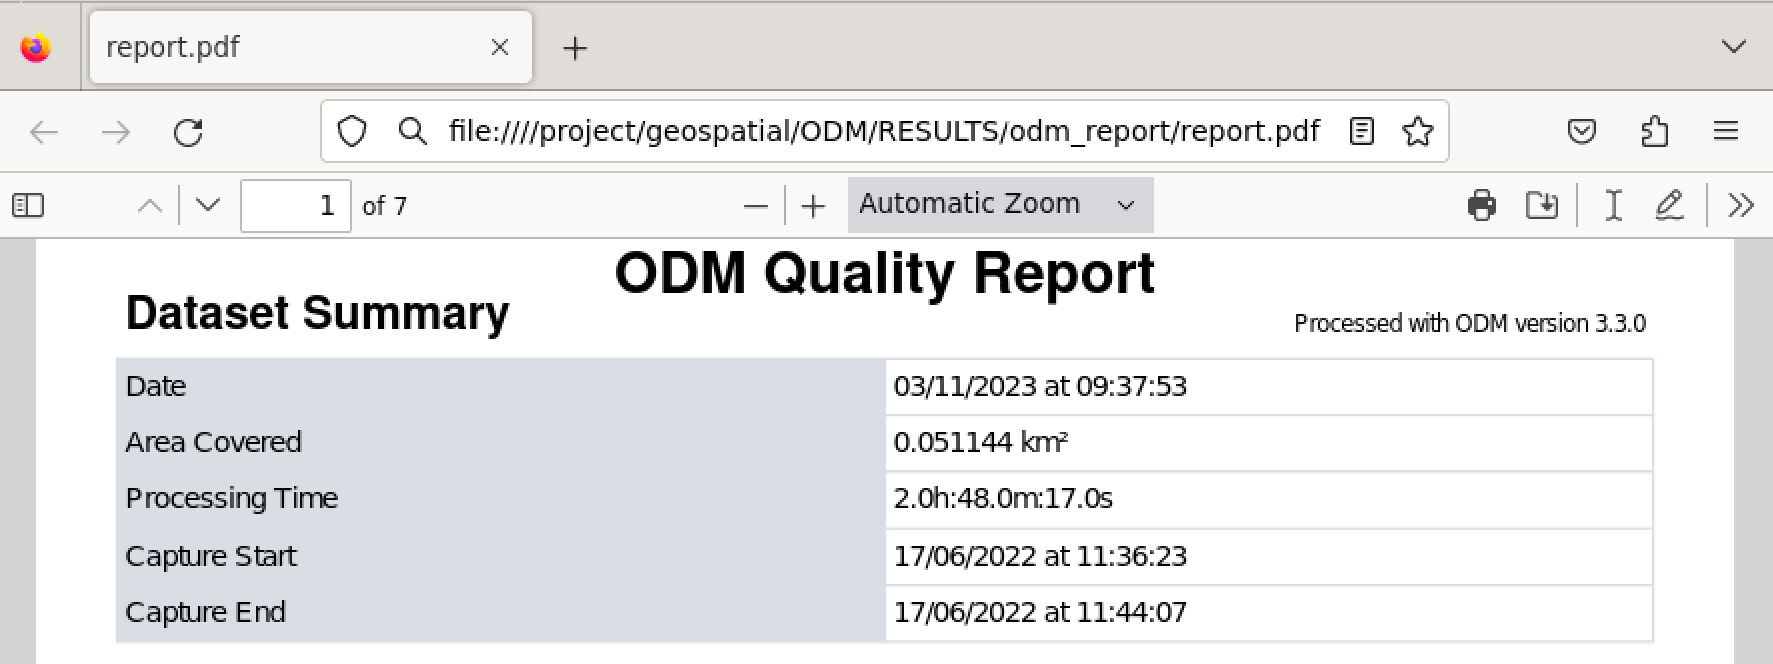 report.pdf
file:////project/geospatial/ODM/RESULTS/odm_report/report.pdf
1 of 7 Automatic Zoom
ODM Quality Report
Dataset Summary
Processed with ODM version 3.3.0
Date 03/11/2023 at 09:37:53
Area Covered 0.051144 km²
Processing Time 2.0h:48.0m:17.0s
Capture Start 17/06/2022 at 11:36:23
Capture End 17/06/2022 at 11:44:07